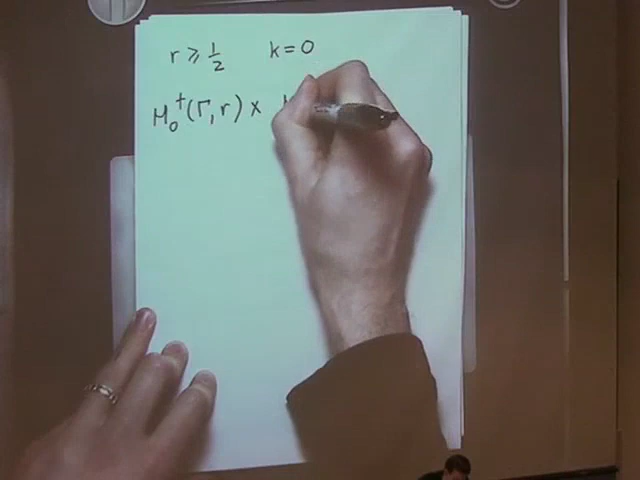 r ≥ 1/2 k = 0
M₀⁺(Γ, r) ×